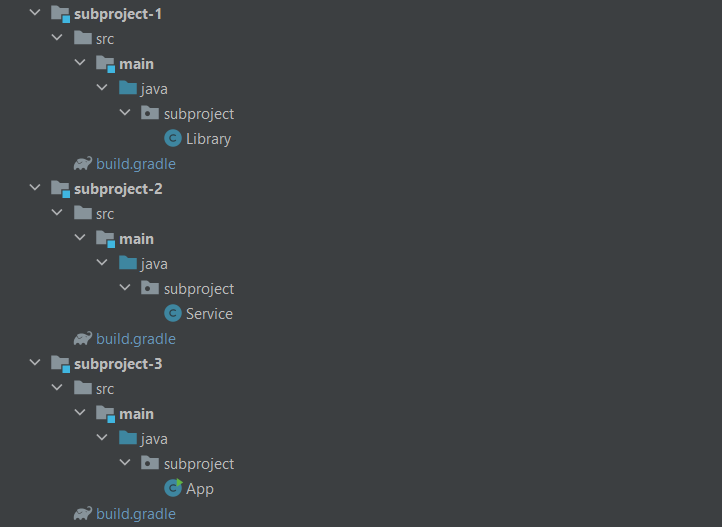 subproject-1
src
main
java
subproject
Library
build.gradle
subproject-2
src
main
java
subproject
Service
build.gradle
subproject-3
src
main
java
subproject
App
build.gradle